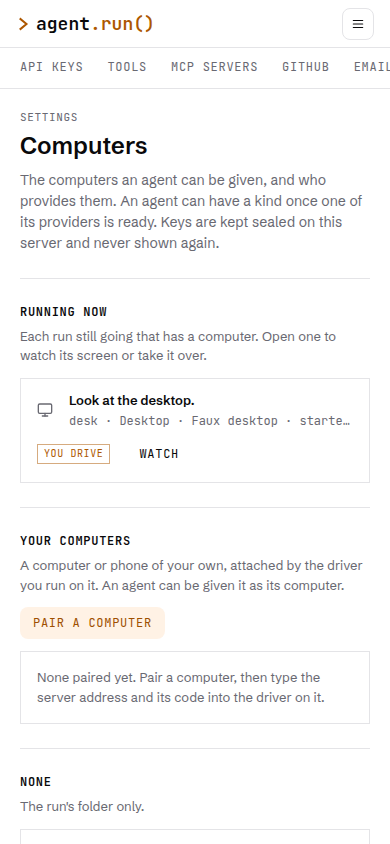 agent.run()
API KEYS TOOLS MCP SERVERS GITHUB EMAIL
SETTINGS
Computers
The computers an agent can be given, and who
provides them. An agent can have a kind once one of
its providers is ready. Keys are kept sealed on this
server and never shown again.
RUNNING NOW
Each run still going that has a computer. Open one to
watch its screen or take it over.
Look at the desktop.
desk · Desktop · Faux desktop · starte…
YOU DRIVE WATCH
YOUR COMPUTERS
A computer or phone of your own, attached by the driver
you run on it. An agent can be given it as its computer.
PAIR A COMPUTER
None paired yet. Pair a computer, then type the
server address and its code into the driver on it.
NONE
The run's folder only.